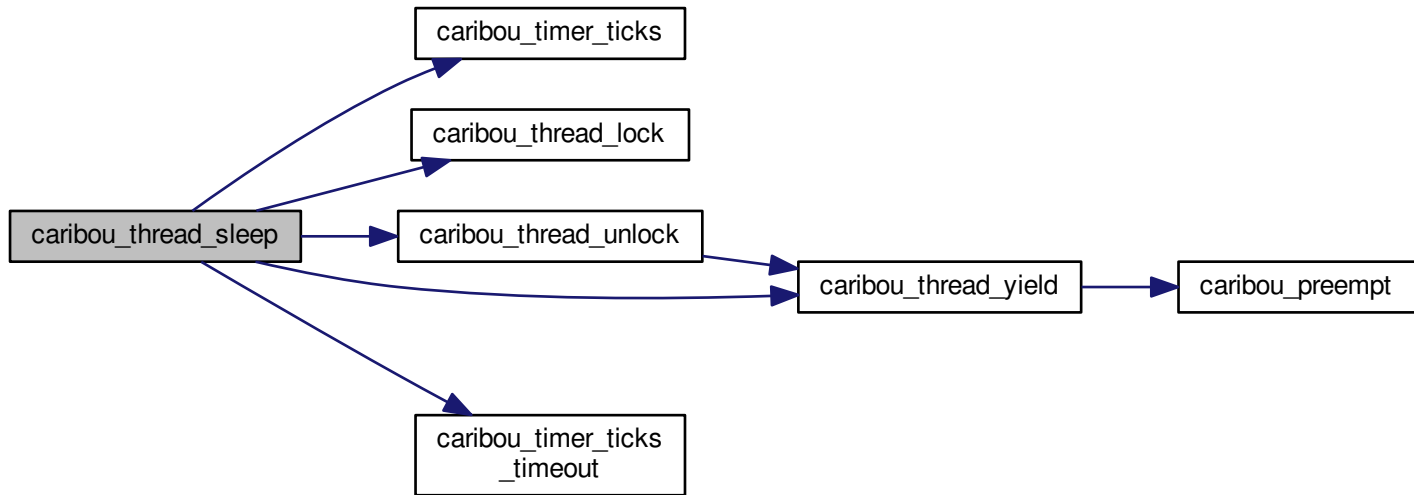 caribou_timer_ticks
caribou_thread_lock
caribou_thread_sleep
caribou_thread_unlock
caribou_thread_yield
caribou_preempt
caribou_timer_ticks
_timeout